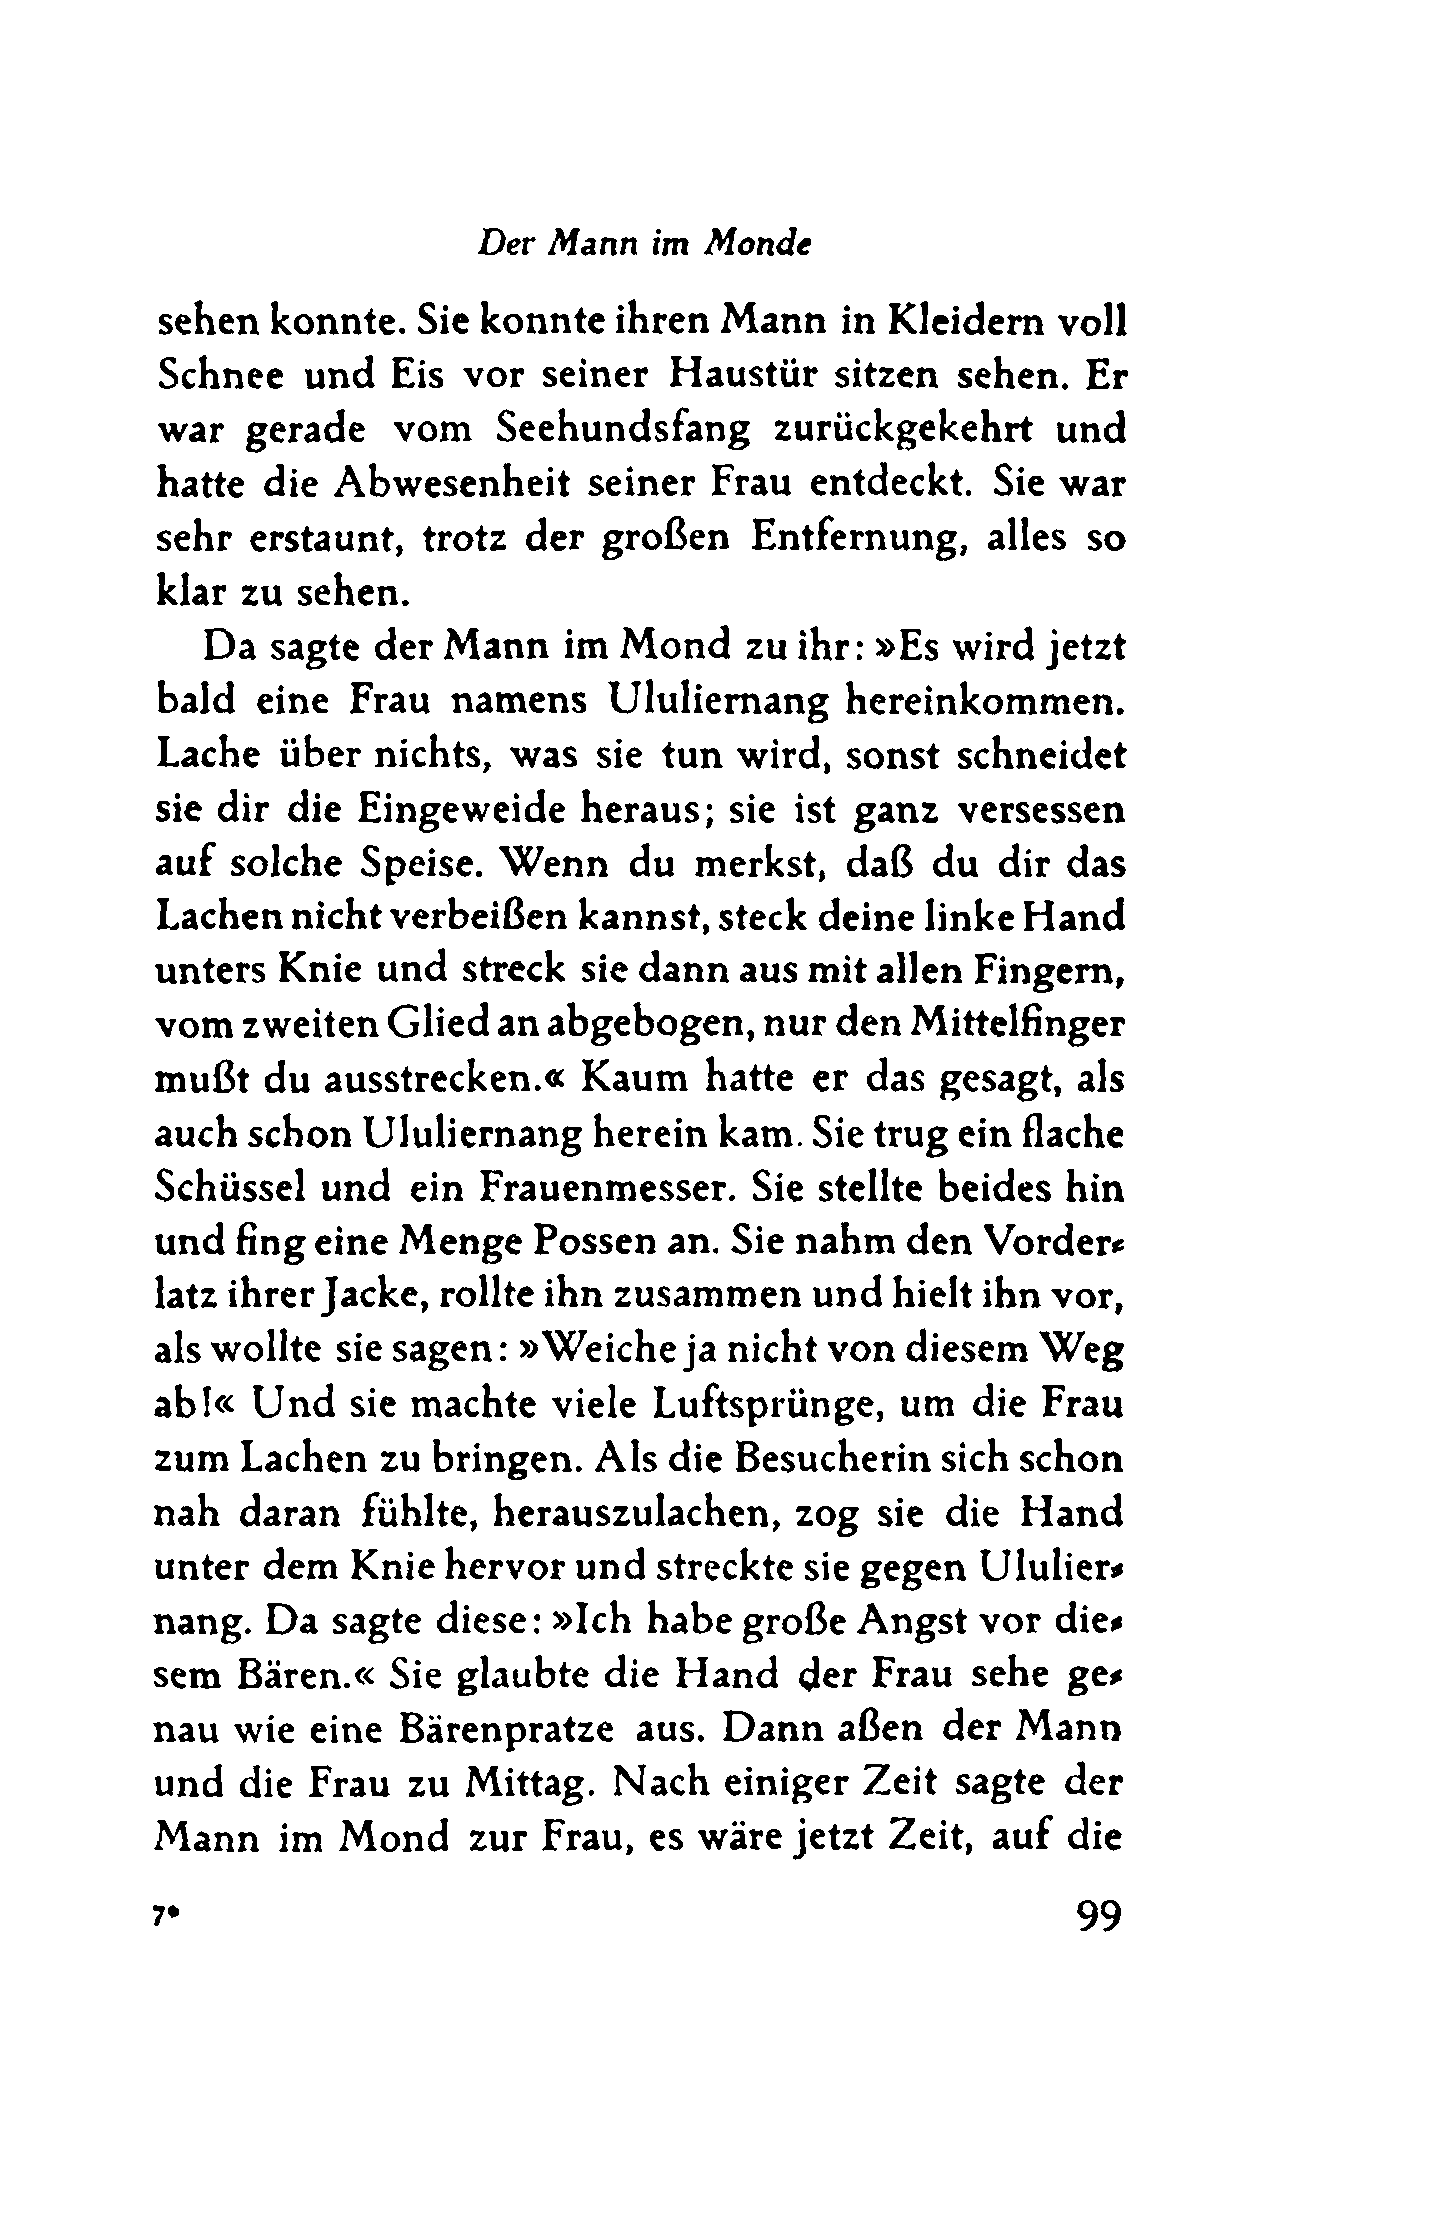 Der Mann im Monde
sehen konnte. Sie konnte ihren Mann in Kleidern voll
Schnee und Eis vor seiner Haustür sitzen sehen. Er
war gerade vom Seehundsfang zurückgekehrt und
hatte die Abwesenheit seiner Frau entdeckt. Sie war
sehr erstaunt, trotz der großen Entfernung, alles so
klar zu sehen.
Da sagte der Mann im Mond zu ihr: »Es wird jetzt
bald eine Frau namens Ululiernang hereinkommen.
Lache über nichts, was sie tun wird, sonst schneidet
sie dir die Eingeweide heraus; sie ist ganz versessen
auf solche Speise. Wenn du merkst, daß du dir das
Lachen nicht verbeißen kannst, steck deine linke Hand
unters Knie und streck sie dann aus mit allen Fingern,
vom zweiten Glied an abgebogen, nur den Mittelfinger
mußt du ausstrecken.« Kaum hatte er das gesagt, als
auch schon Ululiernang herein kam. Sie trug ein flache
Schüssel und ein Frauenmesser. Sie stellte beides hin
und fing eine Menge Possen an. Sie nahm den Vorder-
latz ihrer Jacke, rollte ihn zusammen und hielt ihn vor,
als wollte sie sagen: »Weiche ja nicht von diesem Weg
ab!« Und sie machte viele Luftsprünge, um die Frau
zum Lachen zu bringen. Als die Besucherin sich schon
nah daran fühlte, herauszulachen, zog sie die Hand
unter dem Knie hervor und streckte sie gegen Ululier-
nang. Da sagte diese: »Ich habe große Angst vor die-
sem Bären.« Sie glaubte die Hand der Frau sehe ge-
nau wie eine Bärenpratze aus. Dann aßen der Mann
und die Frau zu Mittag. Nach einiger Zeit sagte der
Mann im Mond zur Frau, es wäre jetzt Zeit, auf die
7*
99